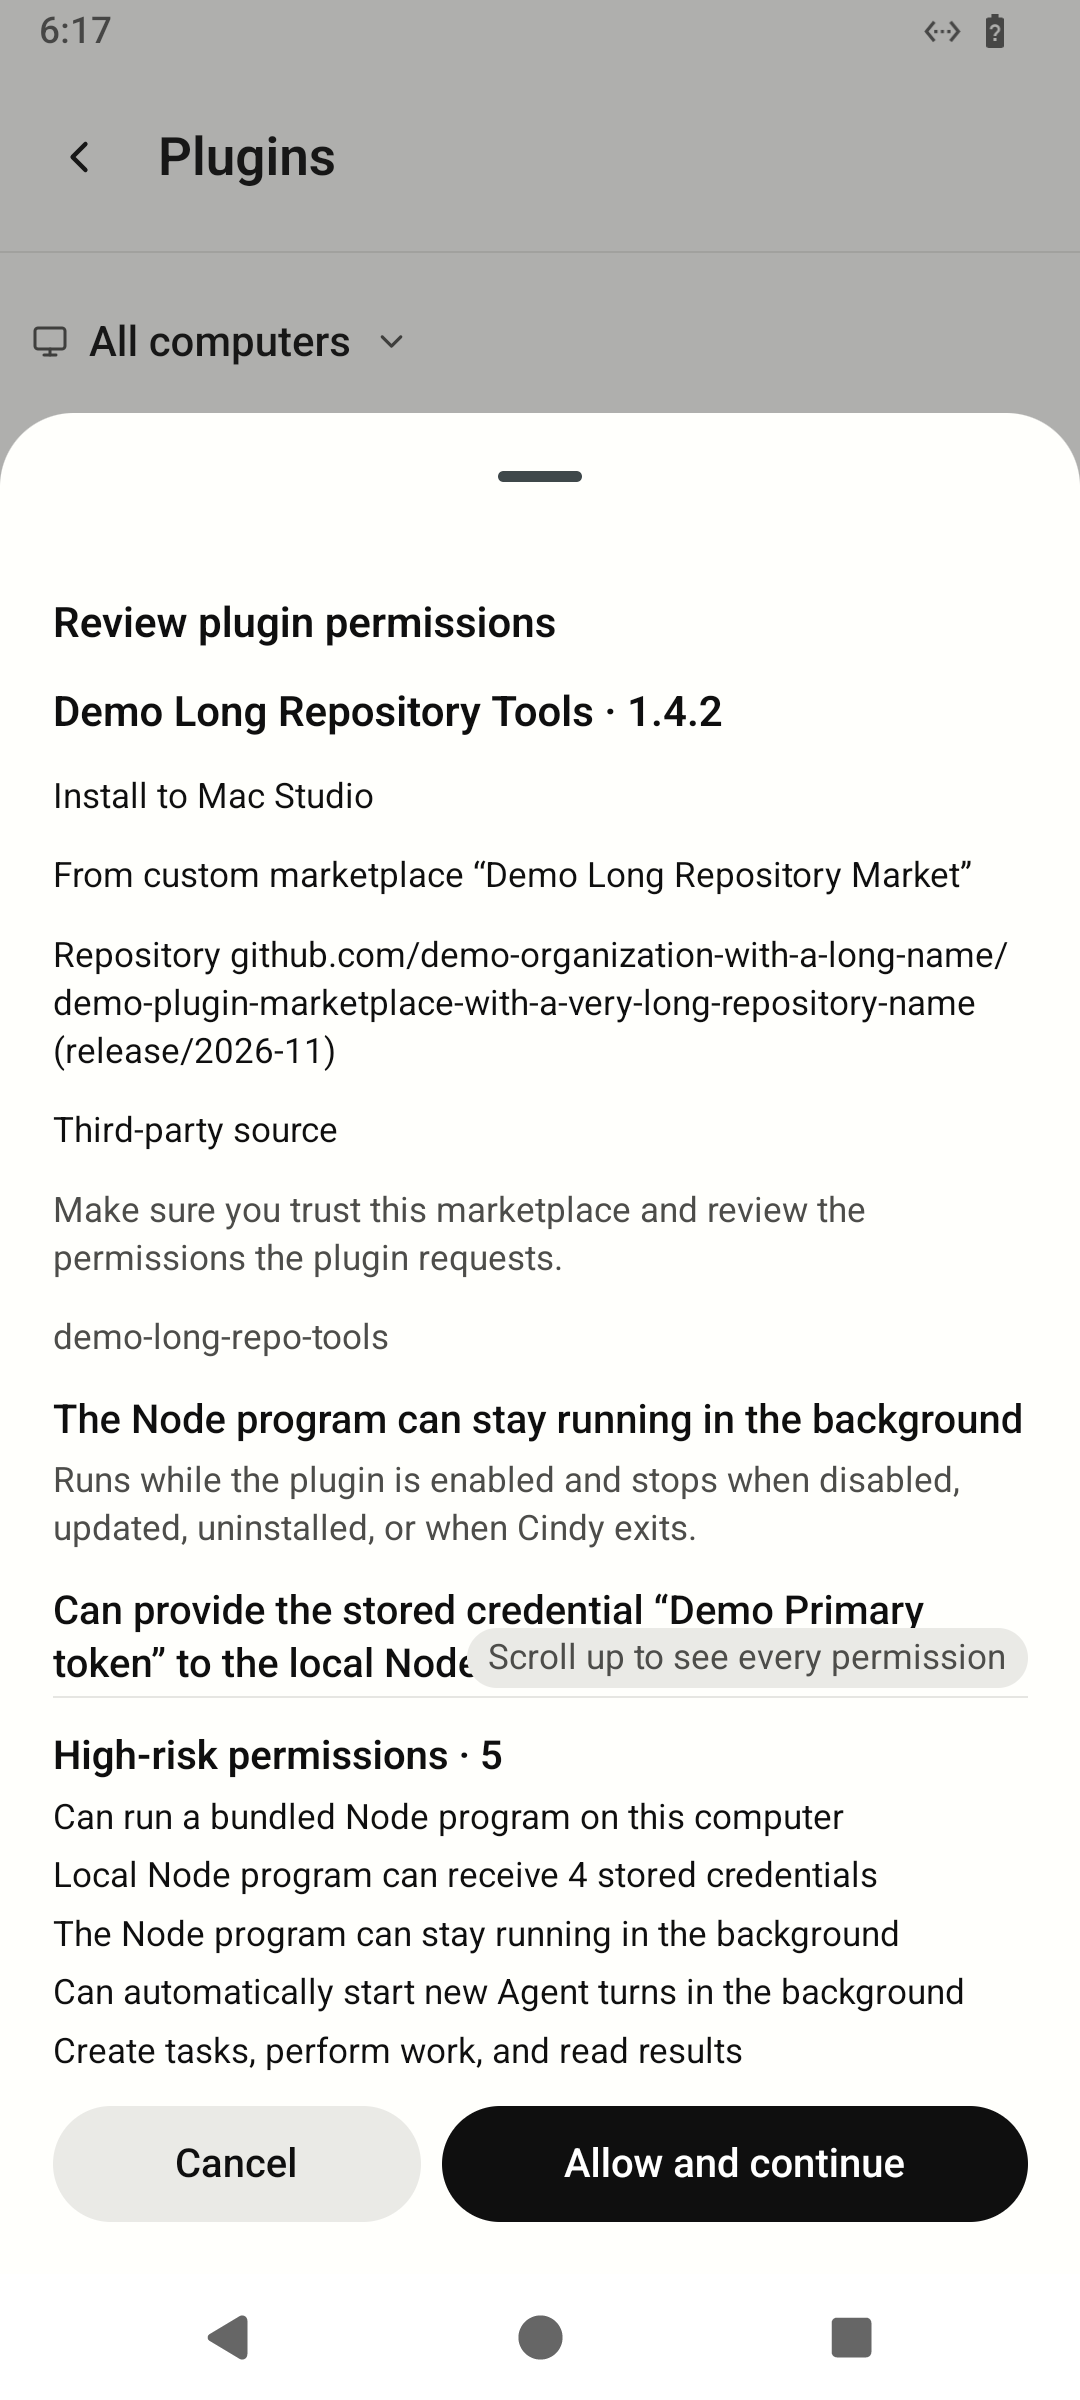 6:17
Plugins
All computers
Review plugin permissions
Demo Long Repository Tools · 1.4.2
Install to Mac Studio
From custom marketplace “Demo Long Repository Market”
Repository github.com/demo-organization-with-a-long-name/
demo-plugin-marketplace-with-a-very-long-repository-name
(release/2026-11)
Third-party source
Make sure you trust this marketplace and review the
permissions the plugin requests.
demo-long-repo-tools
The Node program can stay running in the background
Runs while the plugin is enabled and stops when disabled,
updated, uninstalled, or when Cindy exits.
Can provide the stored credential “Demo Primary
token” to the local Node
Scroll up to see every permission
High-risk permissions · 5
Can run a bundled Node program on this computer
Local Node program can receive 4 stored credentials
The Node program can stay running in the background
Can automatically start new Agent turns in the background
Create tasks, perform work, and read results
Cancel
Allow and continue